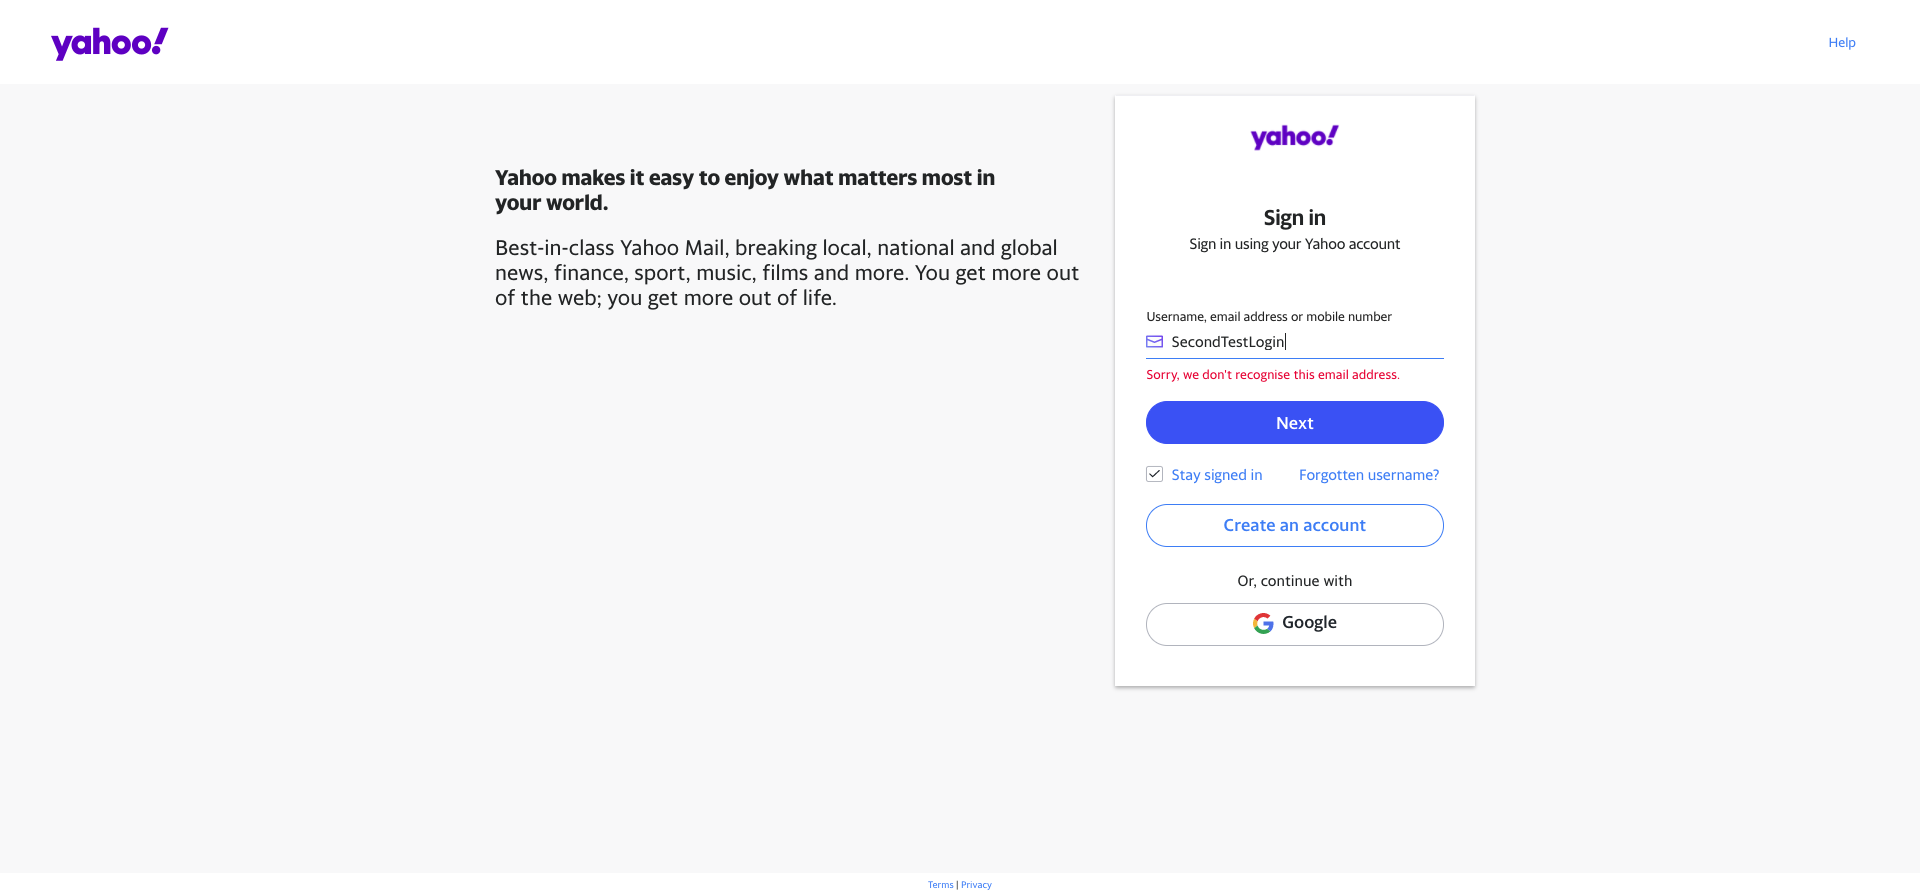 yahoo!
Help
Yahoo makes it easy to enjoy what matters most in
your world.
Best-in-class Yahoo Mail, breaking local, national and global
news, finance, sport, music, films and more. You get more out
of the web; you get more out of life.
yahoo!
Sign in
Sign in using your Yahoo account
Username, email address or mobile number
SecondTestLogin
Sorry, we don't recognise this email address.
Next
Stay signed in Forgotten username?
Create an account
Or, continue with
Google
Terms | Privacy